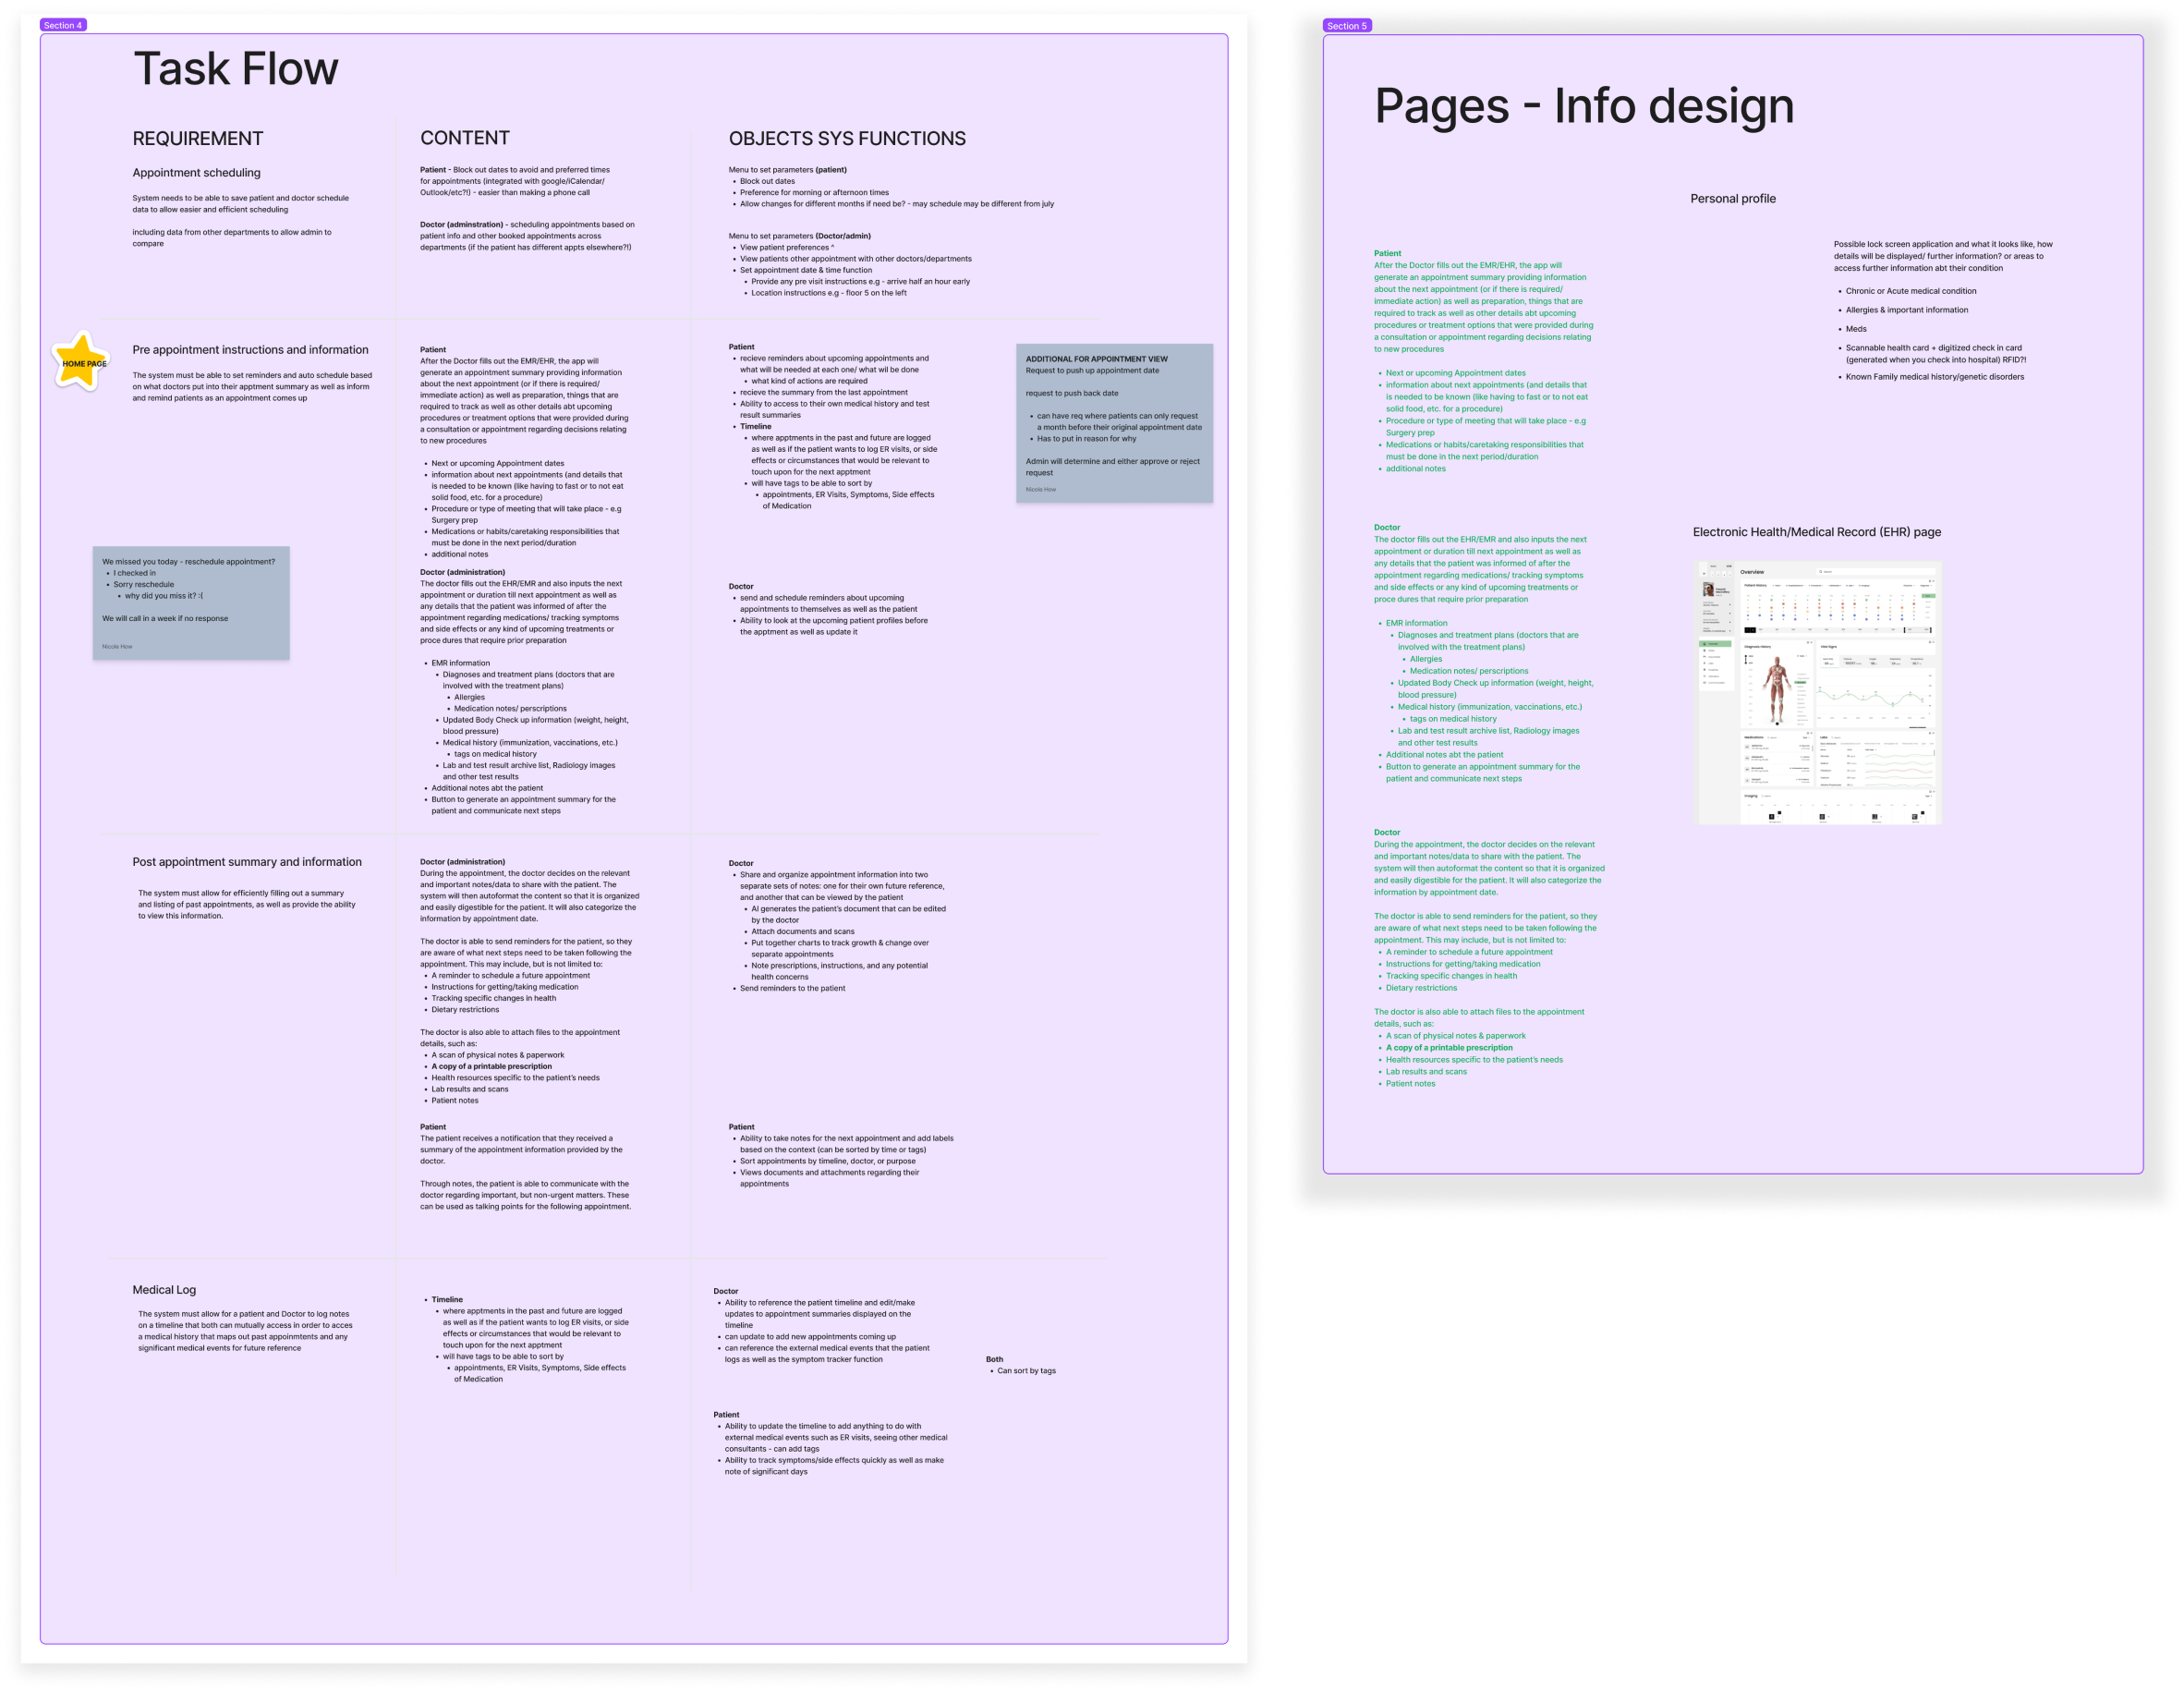 Section 4
Task Flow
REQUIREMENT
CONTENT
OBJECTS SYS FUNCTIONS
Appointment scheduling
System needs to be able to save patient and doctor schedule
data to allow easier and efficient scheduling
including data from other departments to allow admin to
compare
Patient - Block out dates to avoid and preferred times
for appointments (integrated with google/iCalendar/
Outlook/etc?!) - easier than making a phone call
Doctor (adminstration) - scheduling appointments based on
patient info and other booked appointments across
departments (if the patient has different appts elsewhere?!)
Menu to set parameters (patient)
• Block out dates
• Preference for morning or afternoon times
• Allow changes for different months if need be? - may schedule may be different from july
Menu to set parameters (Doctor/admin)
• View patient preferences ^
• View patients other appointment with other doctors/departments
• Set appointment date & time function
• Provide any pre visit instructions e.g - arrive half an hour early
• Location instructions e.g - floor 5 on the left
HOME PAGE
Pre appointment instructions and information
The system must be able to set reminders and auto schedule based
on what doctors put into their apptment summary as well as inform
and remind patients as an appointment comes up
We missed you today - reschedule appointment?
• I checked in
• Sorry reschedule
• why did you miss it? :(
We will call in a week if no response
Nicole How
Patient
After the Doctor fills out the EMR/EHR, the app will
generate an appointment summary providing information
about the next appointment (or if there is required/
immediate action) as well as preparation, things that are
required to track as well as other details abt upcoming
procedures or treatment options that were provided during
a consultation or appointment regarding decisions relating
to new procedures
• Next or upcoming Appointment dates
• information about next appointments (and details that
is needed to be known (like having to fast or to not eat
solid food, etc. for a procedure)
• Procedure or type of meeting that will take place - e.g
Surgery prep
• Medications or habits/caretaking responsibilities that
must be done in the next period/duration
• additional notes
Doctor (administration)
The doctor fills out the EHR/EMR and also inputs the next
appointment or duration till next appointment as well as
any details that the patient was informed of after the
appointment regarding medications/ tracking symptoms
and side effects or any kind of upcoming treatments or
proce dures that require prior preparation
• EMR information
• Diagnoses and treatment plans (doctors that are
involved with the treatment plans)
• Allergies
• Medication notes/ perscriptions
• Updated Body Check up information (weight, height,
blood pressure)
• Medical history (immunization, vaccinations, etc.)
• tags on medical history
• Lab and test result archive list, Radiology images
and other test results
• Additional notes abt the patient
• Button to generate an appointment summary for the
patient and communicate next steps
Patient
• recieve reminders about upcoming appointments and
what will be needed at each one/ what wil be done
• what kind of actions are required
• recieve the summary from the last appointment
• Ability to access to their own medical history and test
result summaries
• Timeline
• where apptments in the past and future are logged
as well as if the patient wants to log ER visits, or side
effects or circumstances that would be relevant to
touch upon for the next apptment
• will have tags to be able to sort by
• appointments, ER Visits, Symptoms, Side effects
of Medication
Doctor
• send and schedule reminders about upcoming
appointments to themselves as well as the patient
• Ability to look at the upcoming patient profiles before
the apptment as well as update it
ADDITIONAL FOR APPOINTMENT VIEW
Request to push up appointment date
request to push back date
• can have req where patients can only request
a month before their original appointment date
• Has to put in reason for why
Admin will determine and either approve or reject
request
Nicole How
Post appointment summary and information
The system must allow for efficiently filling out a summary
and listing of past appointments, as well as provide the ability
to view this information.
Doctor (administration)
During the appointment, the doctor decides on the relevant
and important notes/data to share with the patient. The
system will then autoformat the content so that it is organized
and easily digestible for the patient. It will also categorize the
information by appointment date.
The doctor is able to send reminders for the patient, so they
are aware of what next steps need to be taken following the
appointment. This may include, but is not limited to:
• A reminder to schedule a future appointment
• Instructions for getting/taking medication
• Tracking specific changes in health
• Dietary restrictions
The doctor is also able to attach files to the appointment
details, such as:
• A scan of physical notes & paperwork
• A copy of a printable prescription
• Health resources specific to the patient's needs
• Lab results and scans
• Patient notes
Patient
The patient receives a notification that they received a
summary of the appointment information provided by the
doctor.
Through notes, the patient is able to communicate with the
doctor regarding important, but non-urgent matters. These
can be used as talking points for the following appointment.
Doctor
• Share and organize appointment information into two
separate sets of notes: one for their own future reference,
and another that can be viewed by the patient
• AI generates the patient's document that can be edited
by the doctor
• Attach documents and scans
• Put together charts to track growth & change over
separate appointments
• Note prescriptions, instructions, and any potential
health concerns
• Send reminders to the patient
Patient
• Ability to take notes for the next appointment and add labels
based on the context (can be sorted by time or tags)
• Sort appointments by timeline, doctor, or purpose
• Views documents and attachments regarding their
appointments
Medical Log
The system must allow for a patient and Doctor to log notes
on a timeline that both can mutually access in order to acces
a medical history that maps out past appoinmtents and any
significant medical events for future reference
• Timeline
• where apptments in the past and future are logged
as well as if the patient wants to log ER visits, or side
effects or circumstances that would be relevant to
touch upon for the next apptment
• will have tags to be able to sort by
• appointments, ER Visits, Symptoms, Side effects
of Medication
Doctor
• Ability to reference the patient timeline and edit/make
updates to appointment summaries displayed on the
timeline
• can update to add new appointments coming up
• can reference the external medical events that the patient
logs as well as the symptom tracker function
Both
• Can sort by tags
Patient
• Ability to update the timeline to add anything to do with
external medical events such as ER visits, seeing other medical
consultants - can add tags
• Ability to track symptoms/side effects quickly as well as make
note of significant days
Section 5
Pages - Info design
Personal profile
Patient
After the Doctor fills out the EMR/EHR, the app will
generate an appointment summary providing information
about the next appointment (or if there is required/
immediate action) as well as preparation, things that are
required to track as well as other details abt upcoming
procedures or treatment options that were provided during
a consultation or appointment regarding decisions relating
to new procedures
• Next or upcoming Appointment dates
• information about next appointments (and details that
is needed to be known (like having to fast or to not eat
solid food, etc. for a procedure)
• Procedure or type of meeting that will take place - e.g
Surgery prep
• Medications or habits/caretaking responsibilities that
must be done in the next period/duration
• additional notes
Possible lock screen application and what it looks like, how
details will be displayed/ further information? or areas to
access further information abt their condition
• Chronic or Acute medical condition
• Allergies & important information
• Meds
• Scannable health card + digitized check in card
(generated when you check into hospital) RFID?!
• Known Family medical history/genetic disorders
Doctor
The doctor fills out the EHR/EMR and also inputs the next
appointment or duration till next appointment as well as
any details that the patient was informed of after the
appointment regarding medications/ tracking symptoms
and side effects or any kind of upcoming treatments or
proce dures that require prior preparation
• EMR information
• Diagnoses and treatment plans (doctors that are
involved with the treatment plans)
• Allergies
• Medication notes/ perscriptions
• Updated Body Check up information (weight, height,
blood pressure)
• Medical history (immunization, vaccinations, etc.)
• tags on medical history
• Lab and test result archive list, Radiology images
and other test results
• Additional notes abt the patient
• Button to generate an appointment summary for the
patient and communicate next steps
Electronic Health/Medical Record (EHR) page
Overview
Patient History
Diagnosis history
Vital Signs
Medications
Labs
Imaging
Doctor
During the appointment, the doctor decides on the relevant
and important notes/data to share with the patient. The
system will then autoformat the content so that it is organized
and easily digestible for the patient. It will also categorize the
information by appointment date.
The doctor is able to send reminders for the patient, so they
are aware of what next steps need to be taken following the
appointment. This may include, but is not limited to:
• A reminder to schedule a future appointment
• Instructions for getting/taking medication
• Tracking specific changes in health
• Dietary restrictions
The doctor is also able to attach files to the appointment
details, such as:
• A scan of physical notes & paperwork
• A copy of a printable prescription
• Health resources specific to the patient's needs
• Lab results and scans
• Patient notes